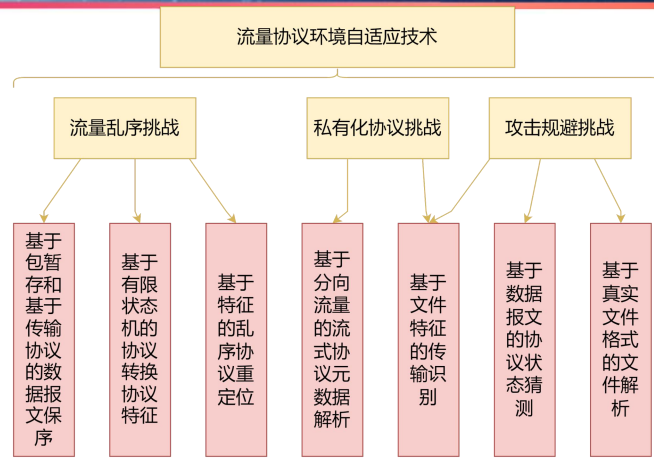 流量协议环境自适应技术
流量乱序挑战
私有化协议挑战
攻击规避挑战
基于
包暂
存和
基于
传输
协议
的数
据报
文保
序
基于
有限
状态
机的
协议
转换
协议
特征
基于
特征
的乱
序协
议重
定位
基于
分向
流量
的流
式协
议元
数据
解析
基于
文件
特征
的传
输识
别
基于
数据
报文
的协
议状
态猜
测
基于
真实
文件
格式
的文
件解
析